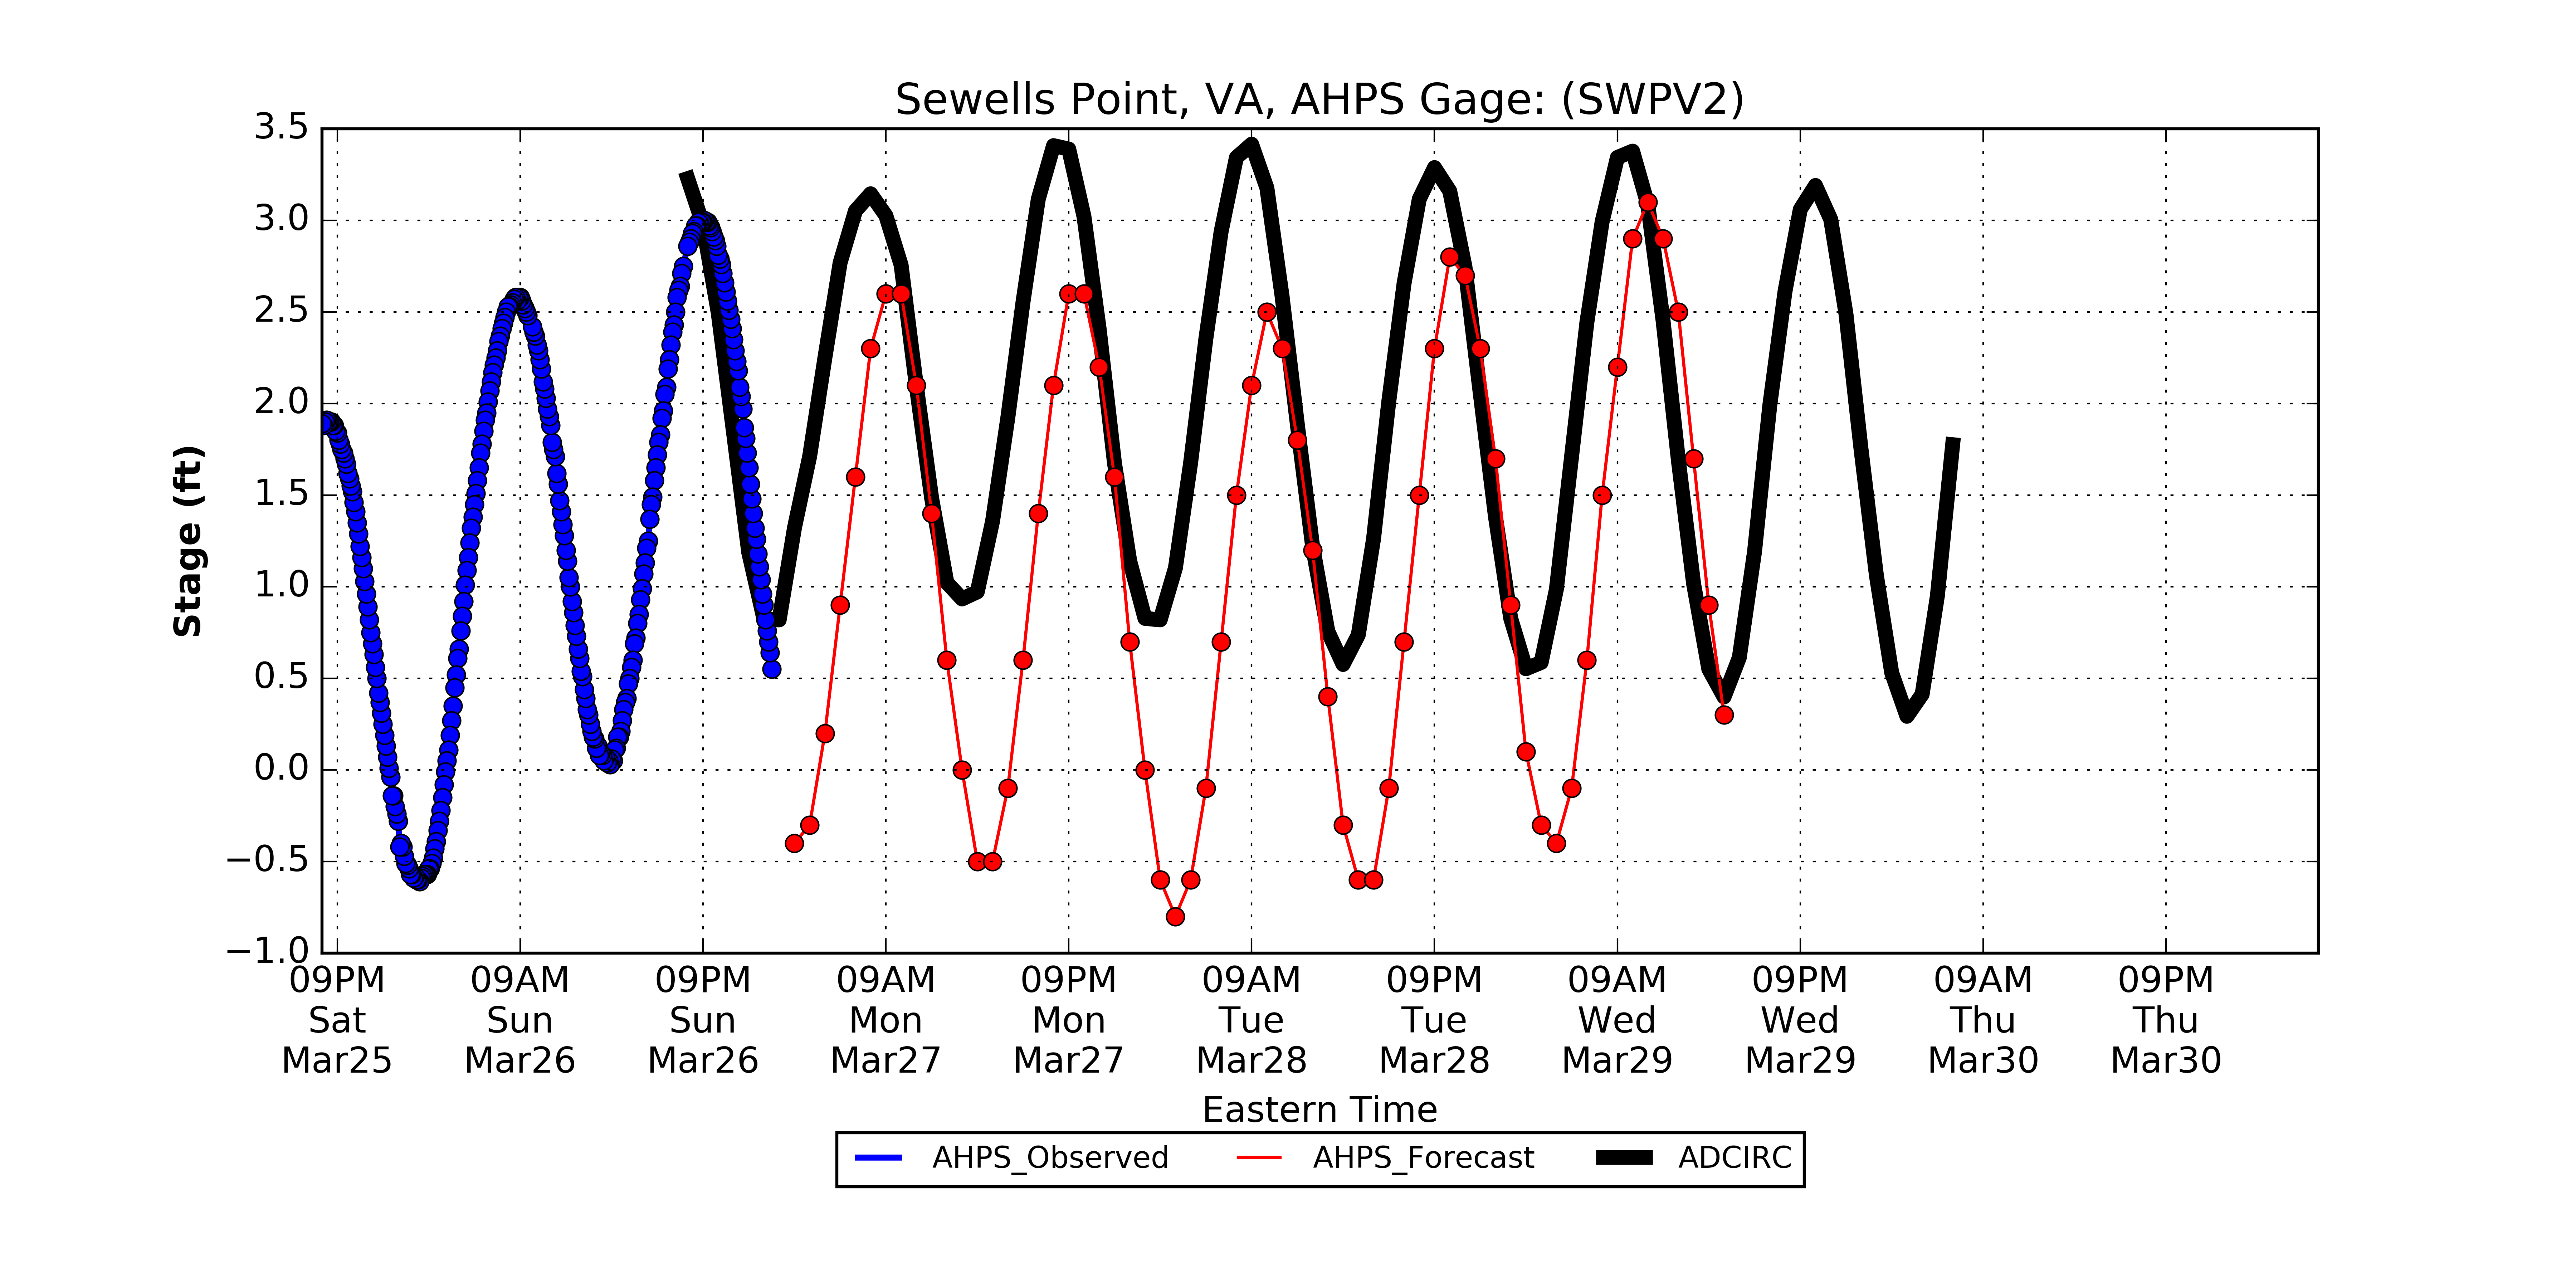 Sewells Point, VA, AHPS Gage: (SWPV2)
3.5
3.0
2.5
2.0
1.5
1.0
0.5
0.0
−0.5
−1.0
Stage (ft)
09PM 09AM 09PM 09AM 09PM 09AM 09PM 09AM 09PM 09AM 09PM
Sat Sun Sun Mon Mon Tue Tue Wed Wed Thu Thu
Mar25 Mar26 Mar26 Mar27 Mar27 Mar28 Mar28 Mar29 Mar29 Mar30 Mar30
Eastern Time
AHPS_Observed AHPS_Forecast ADCIRC